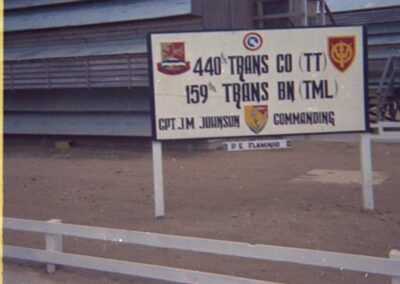 440th TRANS CO (TT)
159th TRANS BN (TML)
CPT. J.M JOHNSON COMMANDING
P. E. FLAMINIO